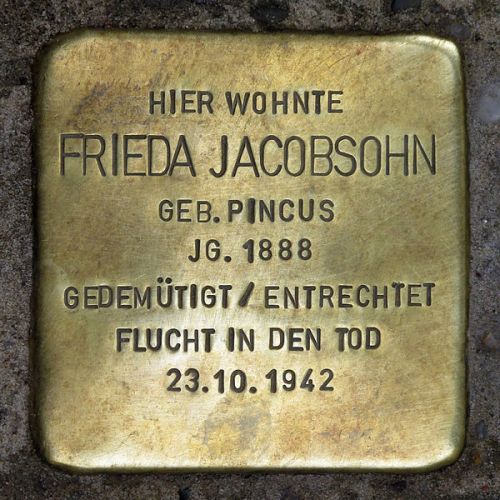 HIER WOHNTE
FRIEDA JACOBSOHN
GEB. PINCUS
JG. 1888
GEDEMÜTIGT / ENTRECHTET
FLUCHT IN DEN TOD
23.10.1942